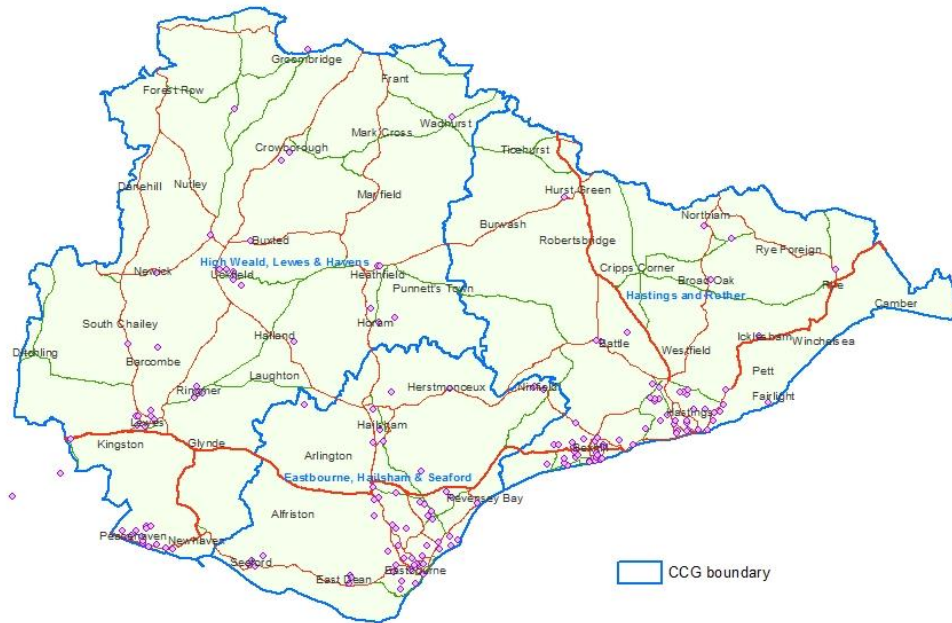 Groombridge
Frant
Forest Row
Wadhurst
Mark Cross
Crowborough
Ticehurst
Danehill
Nutley
Mayfield
Hurst Green
Burwash
Northiam
Buxted
Robertsbridge
Rye Foreign
High Weald, Lewes & Havens
Newick
Uckfield
Heathfield
Cripps Corner
Punnett's Town
Broad Oak
Rye
Hastings and Rother
Camber
South Chailey
Horam
Halland
Icklesham
Winchelsea
Battle
Ditchling
Barcombe
Westfield
Laughton
Pett
Ringmer
Herstmonceux
Ninfield
Fairlight
Hastings
Lewes
Hailsham
Kingston
Glynde
Bexhill
Arlington
Eastbourne, Hailsham & Seaford
Pevensey Bay
Alfriston
Peacehaven
Newhaven
Seaford
Eastbourne
East Dean
CCG boundary